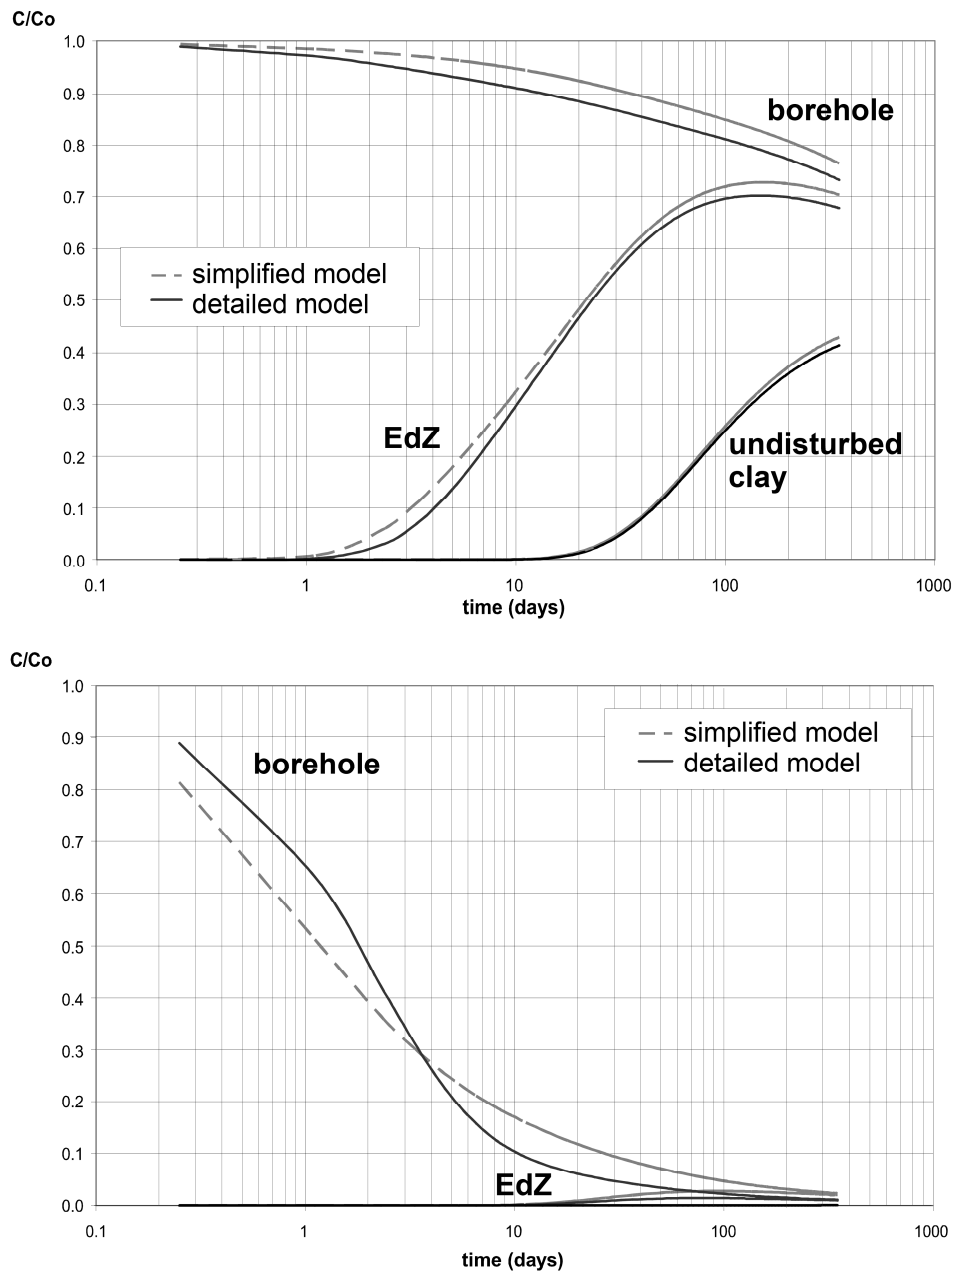 C/Co
1.0
0.9
0.8
0.7
0.6
0.5
0.4
0.3
0.2
0.1
0.0
borehole
simplified model
detailed model
EdZ
undisturbed
clay
0.1 1 10 100 1000
time (days)
C/Co
1.0
0.9
0.8
0.7
0.6
0.5
0.4
0.3
0.2
0.1
0.0
simplified model
detailed model
borehole
EdZ
0.1 1 10 100 1000
time (days)